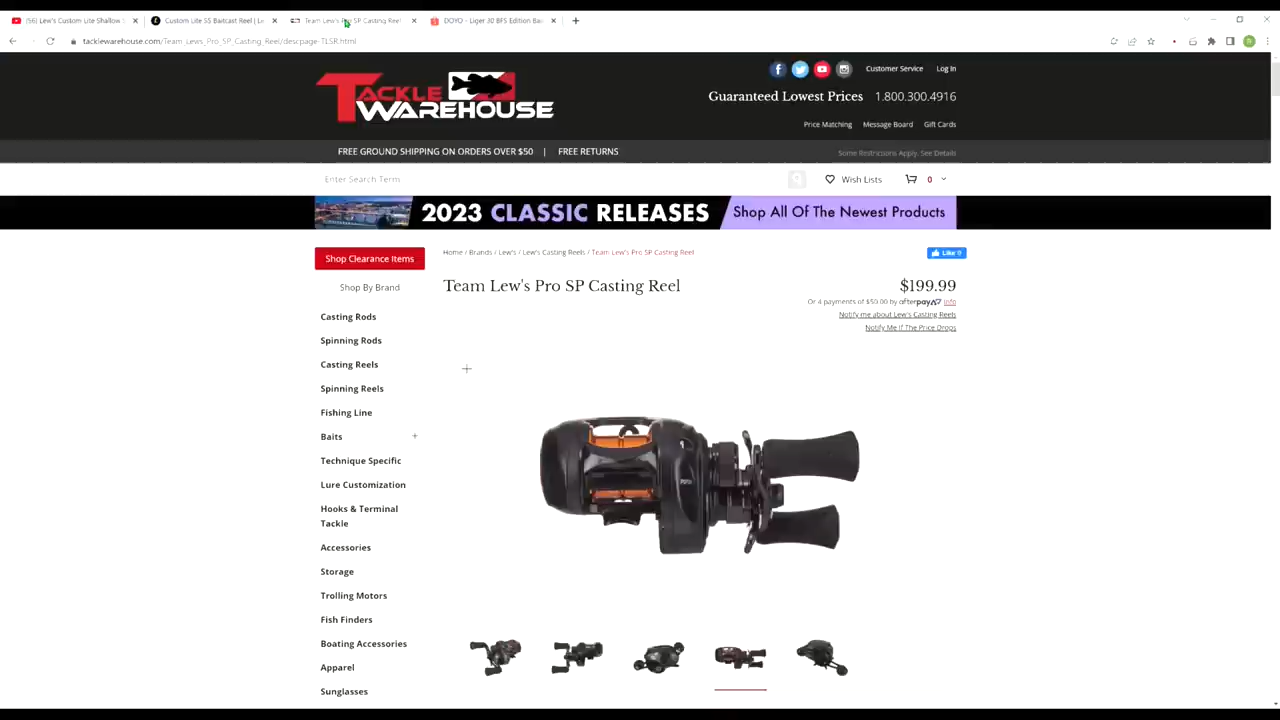 (56) Lew's Custom Lite Shallow
Custom Lite SS Baitcast Reel | Le
Team Lew's Pro SP Casting Reel
DOYO - Liger 30 BFS Edition Bai
tacklewarehouse.com/Team_Lews_Pro_SP_Casting_Reel/descpage-TLSR.html
TACKLE
WAREHOUSE
Customer Service
Log In
Guaranteed Lowest Prices 1.800.300.4916
Price Matching
Message Board
Gift Cards
FREE GROUND SHIPPING ON ORDERS OVER $50 | FREE RETURNS
Some Restrictions Apply. See Details
Enter Search Term
Wish Lists
0
2023 CLASSIC RELEASES
Shop All Of The Newest Products
Shop Clearance Items
Home / Brands / Lew's / Lew's Casting Reels / Team Lew's Pro SP Casting Reel
Like 0
Shop By Brand
Team Lew's Pro SP Casting Reel
$199.99
Or 4 payments of $50.00 by afterpay info
Notify me about Lew's Casting Reels
Notify Me If The Price Drops
Casting Rods
Spinning Rods
Casting Reels
Spinning Reels
Fishing Line
Baits +
Technique Specific
Lure Customization
Hooks & Terminal
Tackle
Accessories
Storage
Trolling Motors
Fish Finders
Boating Accessories
Apparel
Sunglasses